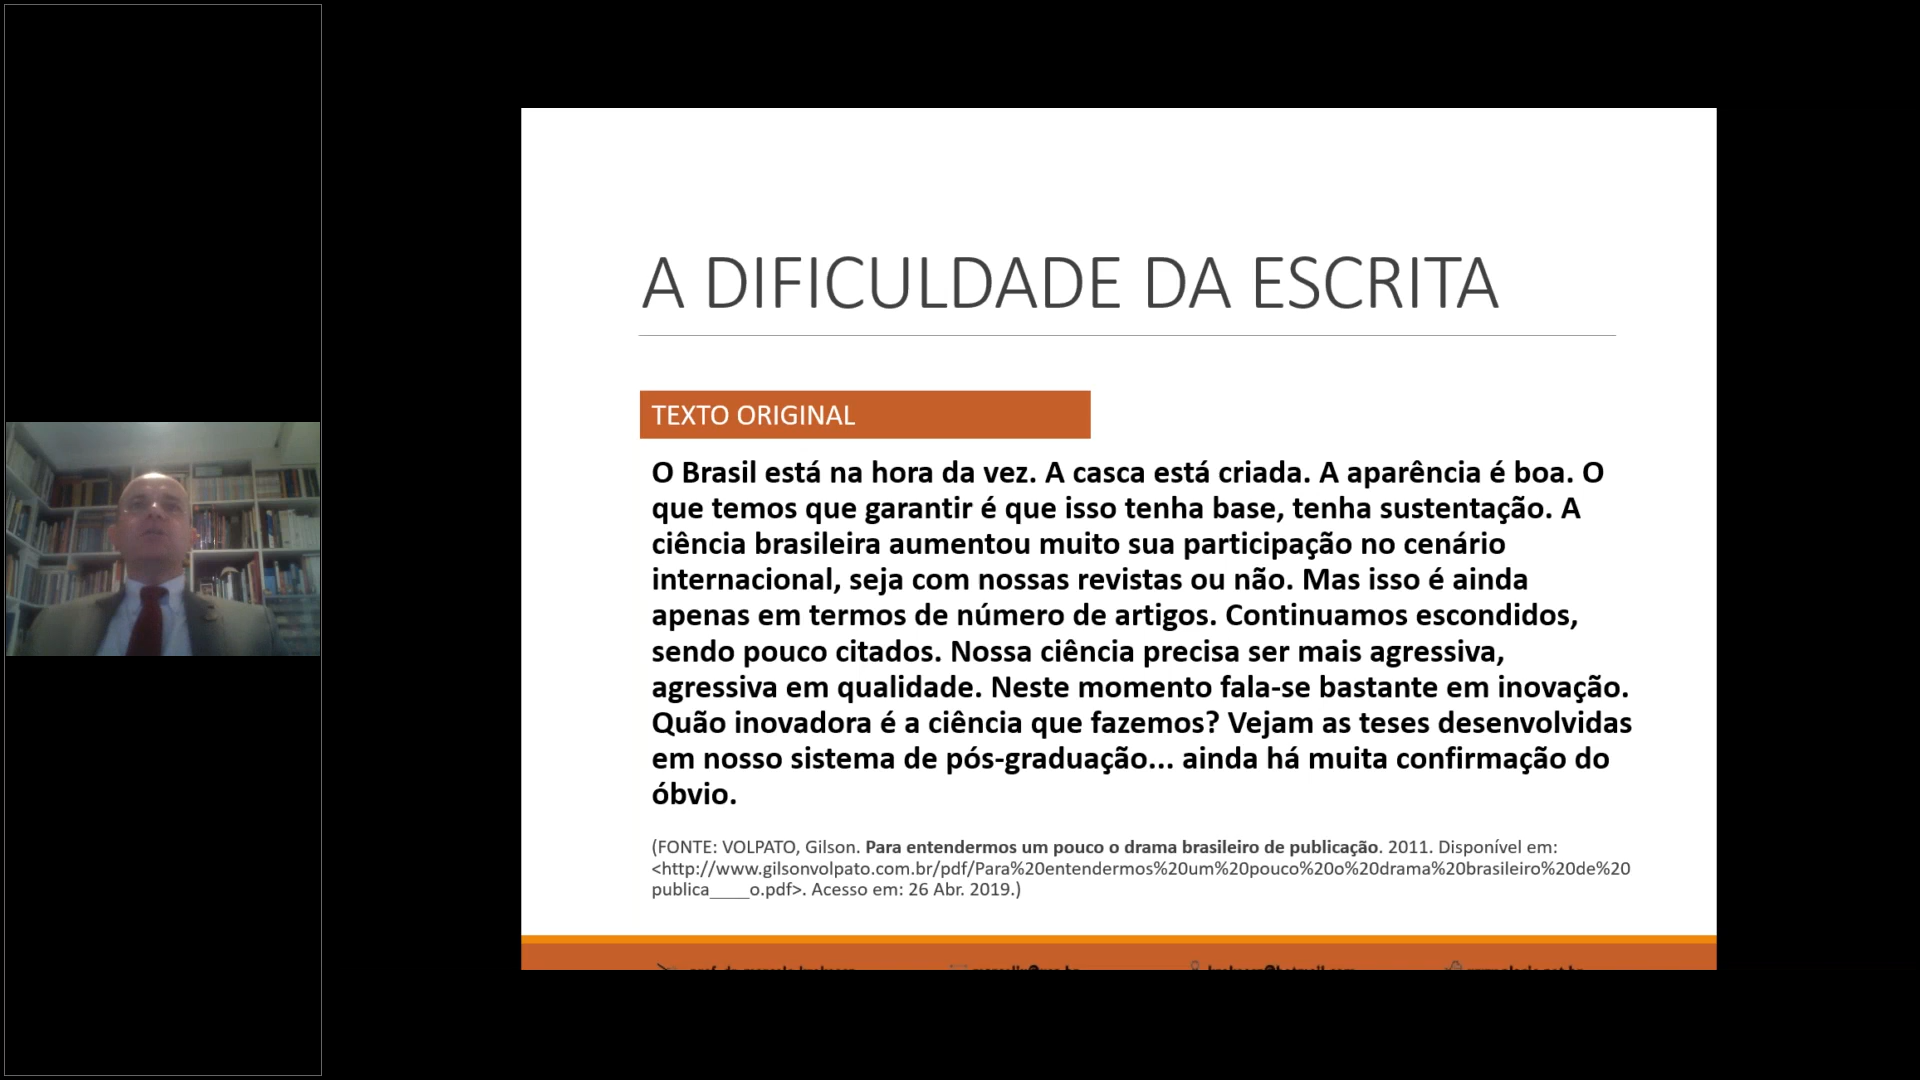 A DIFICULDADE DA ESCRITA
TEXTO ORIGINAL
O Brasil está na hora da vez. A casca está criada. A aparência é boa. O
que temos que garantir é que isso tenha base, tenha sustentação. A
ciência brasileira aumentou muito sua participação no cenário
internacional, seja com nossas revistas ou não. Mas isso é ainda
apenas em termos de número de artigos. Continuamos escondidos,
sendo pouco citados. Nossa ciência precisa ser mais agressiva,
agressiva em qualidade. Neste momento fala-se bastante em inovação.
Quão inovadora é a ciência que fazemos? Vejam as teses desenvolvidas
em nosso sistema de pós-graduação... ainda há muita confirmação do
óbvio.
(FONTE: VOLPATO, Gilson. Para entendermos um pouco o drama brasileiro de publicação. 2011. Disponível em:
<http://www.gilsonvolpato.com.br/pdf/Para%20entendermos%20um%20pouco%20o%20drama%20brasileiro%20de%20
publica____o.pdf>. Acesso em: 26 Abr. 2019.)